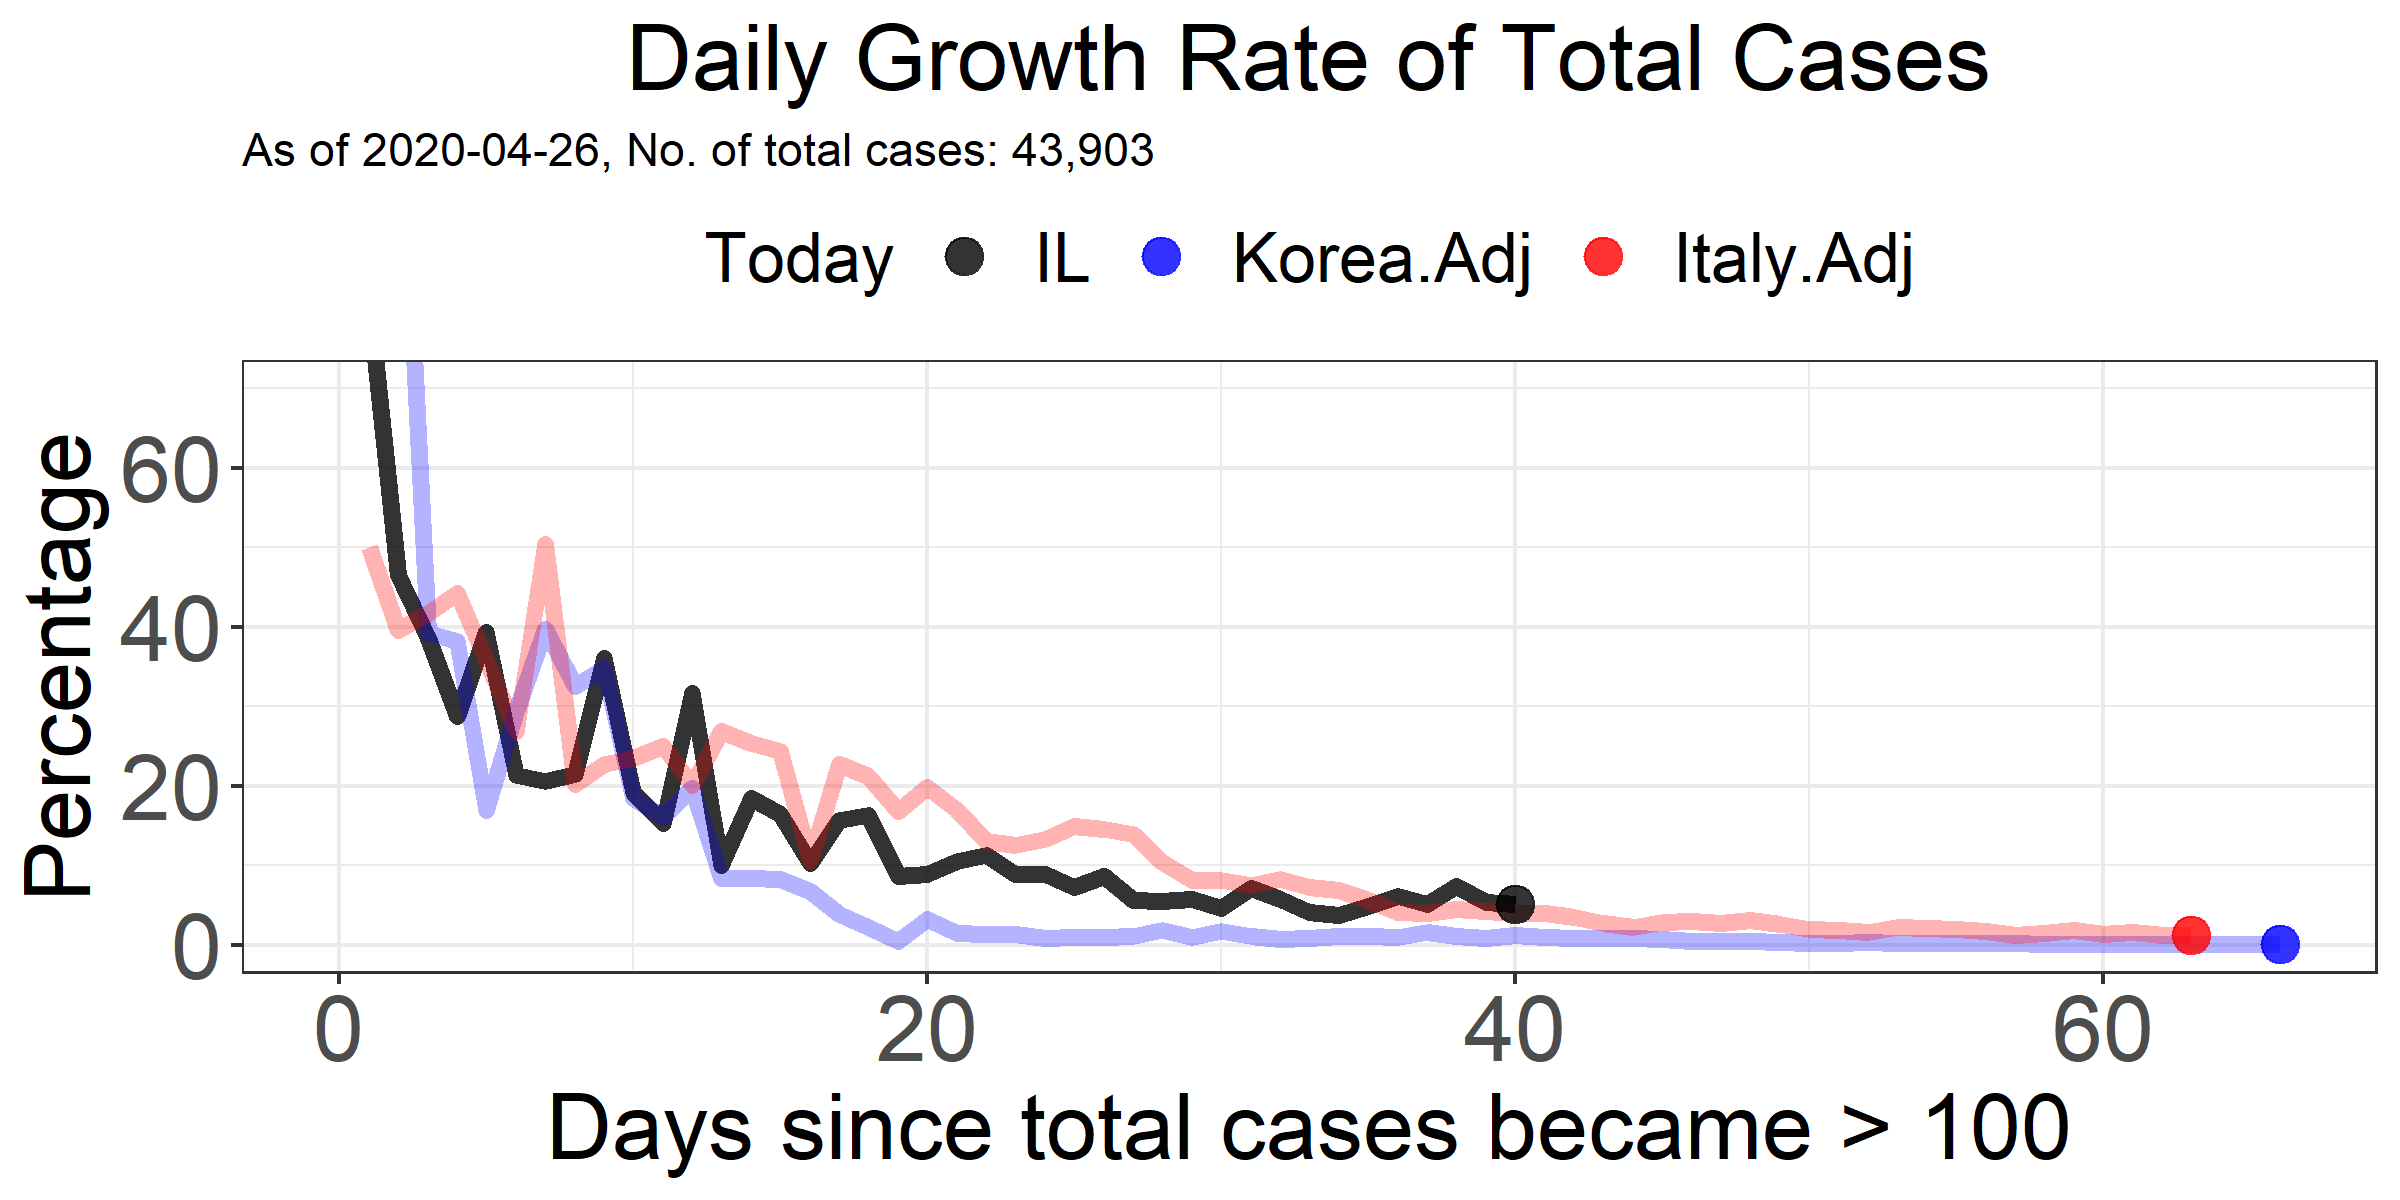 Daily Growth Rate of Total Cases
As of 2020-04-26, No. of total cases: 43,903
Today IL Korea.Adj Italy.Adj
Percentage
60
40
20
0
0 20 40 60
Days since total cases became > 100